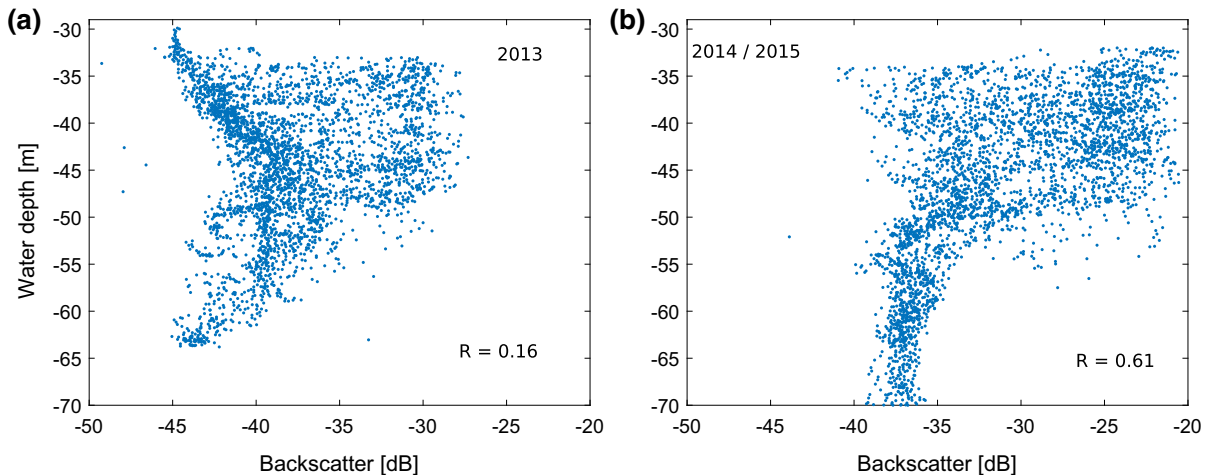 (a)
2013
R = 0.16
-30
-35
-40
-45
-50
-55
-60
-65
-70
-50 -45 -40 -35 -30 -25 -20
Water depth [m]
Backscatter [dB]
(b)
2014 / 2015
R = 0.61
-30
-35
-40
-45
-50
-55
-60
-65
-70
-50 -45 -40 -35 -30 -25 -20
Backscatter [dB]